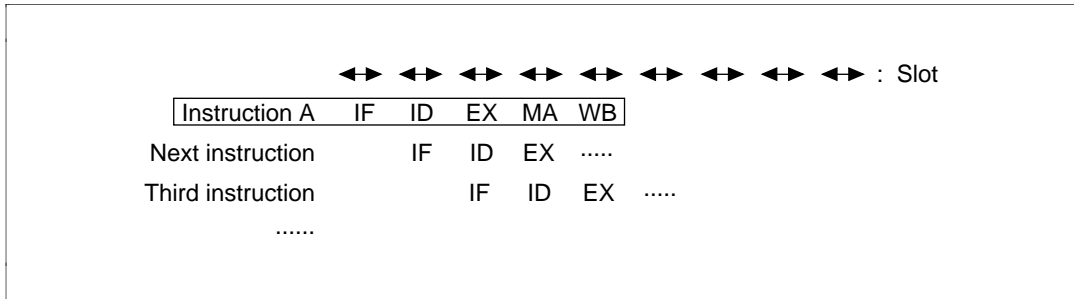 : Slot
Instruction A IF ID EX MA WB
Next instruction IF ID EX .....
Third instruction IF ID EX .....
......